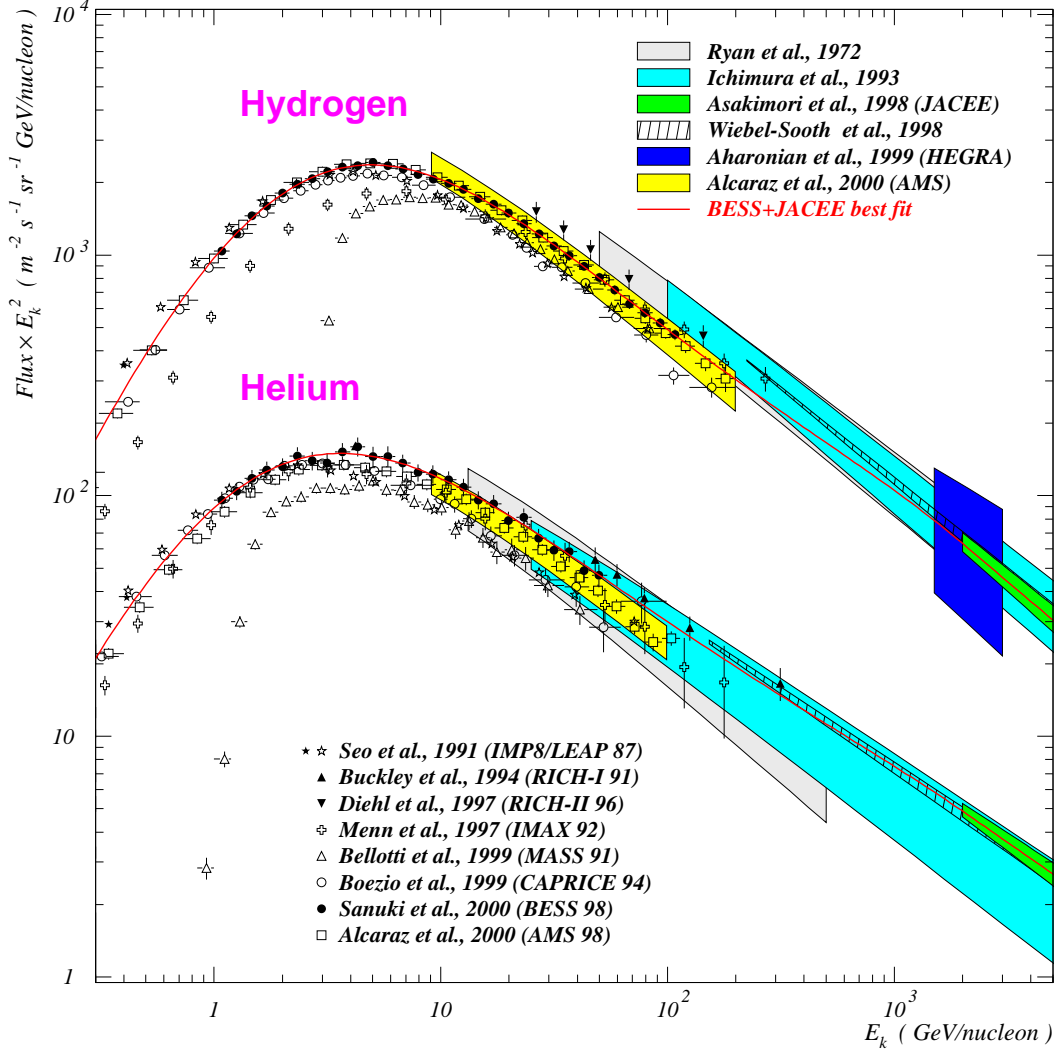 Flux × E_k^2 ( m^-2 s^-1 sr^-1 GeV/nucleon)
10^4
10^3
10^2
10
1
Hydrogen
Helium
Ryan et al., 1972
Ichimura et al., 1993
Asakimori et al., 1998 (JACEE)
Wiebel-Sooth et al., 1998
Aharonian et al., 1999 (HEGRA)
Alcaraz et al., 2000 (AMS)
BESS+JACEE best fit
Seo et al., 1991 (IMP8/LEAP 87)
Buckley et al., 1994 (RICH-I 91)
Diehl et al., 1997 (RICH-II 96)
Menn et al., 1997 (IMAX 92)
Bellotti et al., 1999 (MASS 91)
Boezio et al., 1999 (CAPRICE 94)
Sanuki et al., 2000 (BESS 98)
Alcaraz et al., 2000 (AMS 98)
1 10 10^2 10^3
E_k ( GeV/nucleon)